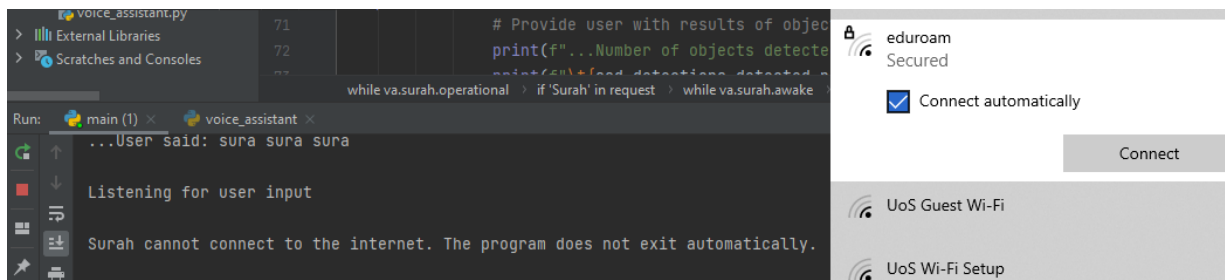 voice_assistant.py
External Libraries
Scratches and Consoles
71
# Provide user with results of objec
72
print(f"...Number of objects detecte
while va.surah.operational
if 'Surah' in request
while va.surah.awake
Run:
main (1)
voice_assistant
...User said: sura sura sura
Listening for user input
Surah cannot connect to the internet. The program does not exit automatically.
eduroam
Secured
Connect automatically
Connect
UoS Guest Wi-Fi
UoS Wi-Fi Setup